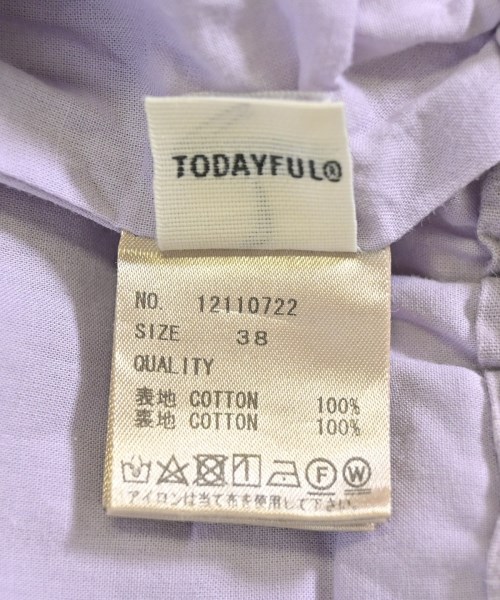 TODAYFUL®
NO. 12110722
SIZE 38
QUALITY
表地 COTTON 100%
裏地 COTTON 100%
F W
アイロンは当て布を使用して下さい